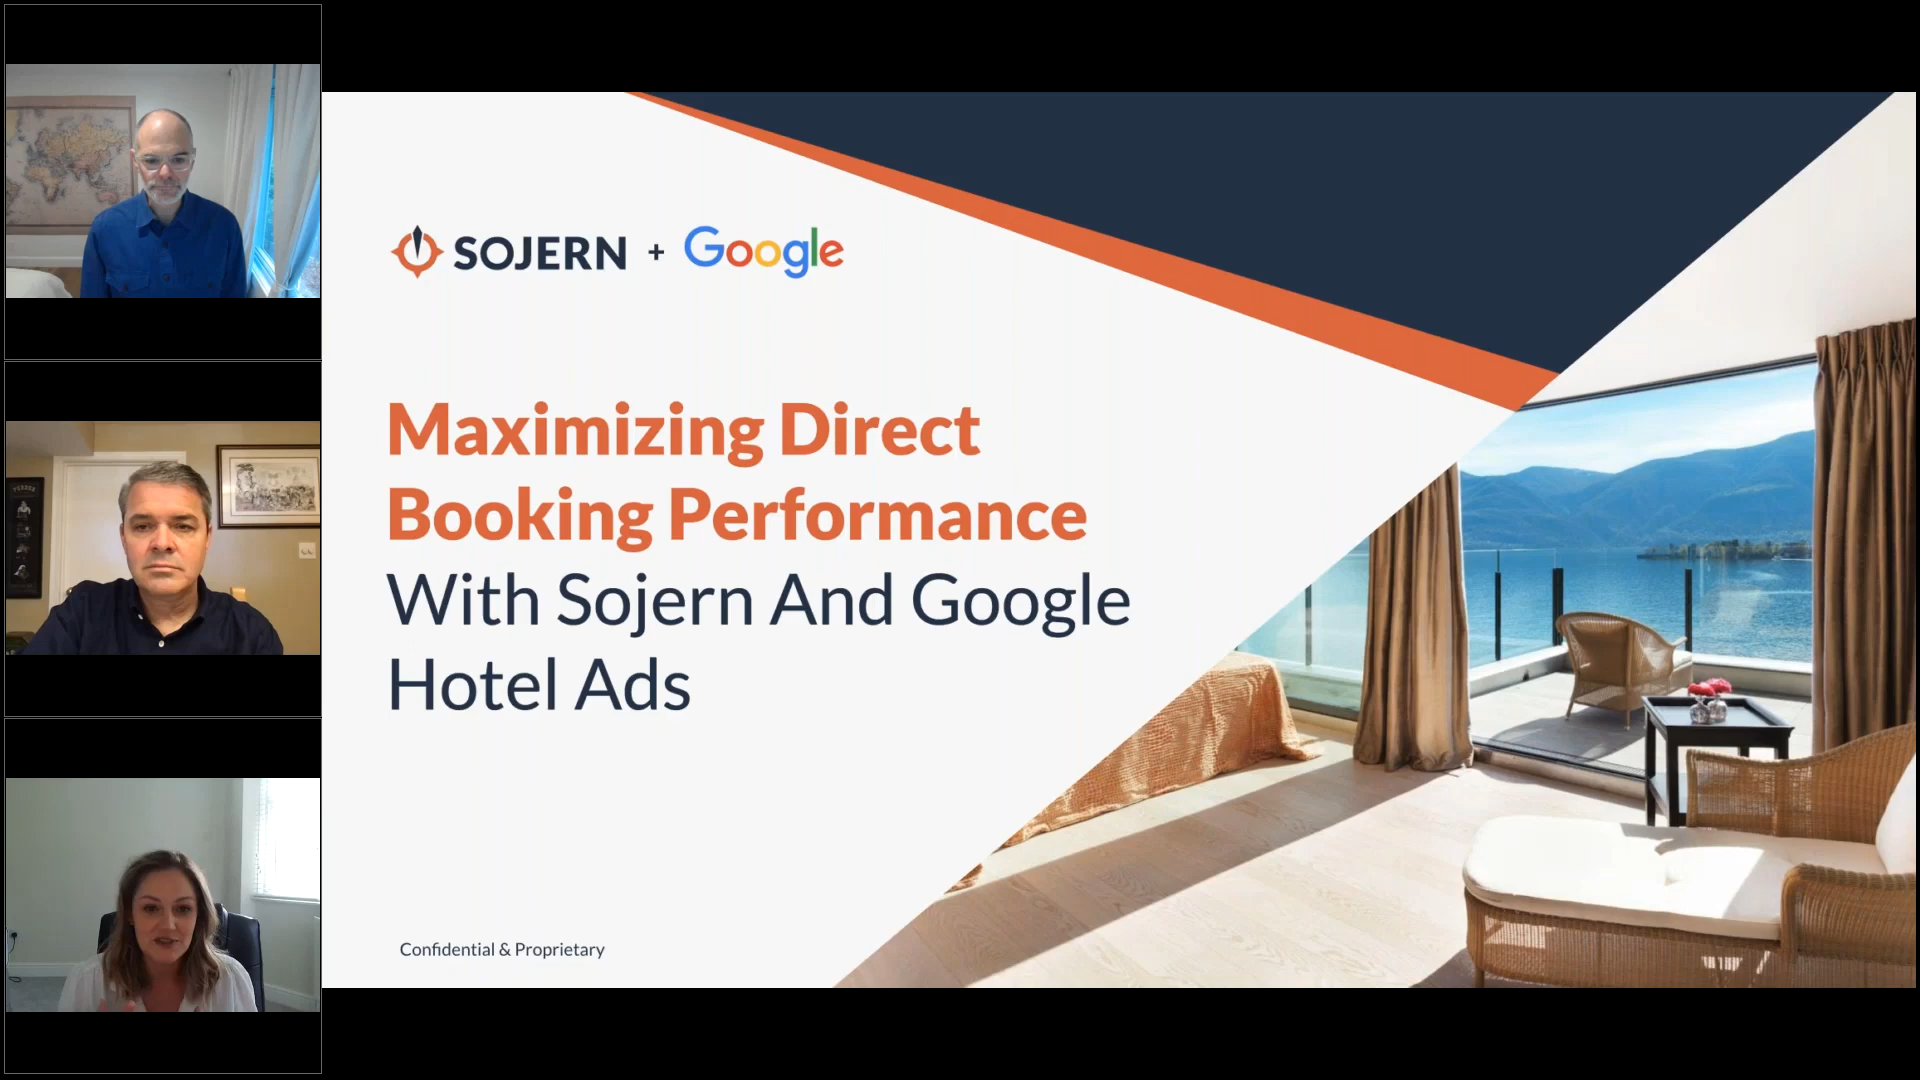 SOJERN + Google
Maximizing Direct
Booking Performance
With Sojern And Google
Hotel Ads
Confidential & Proprietary